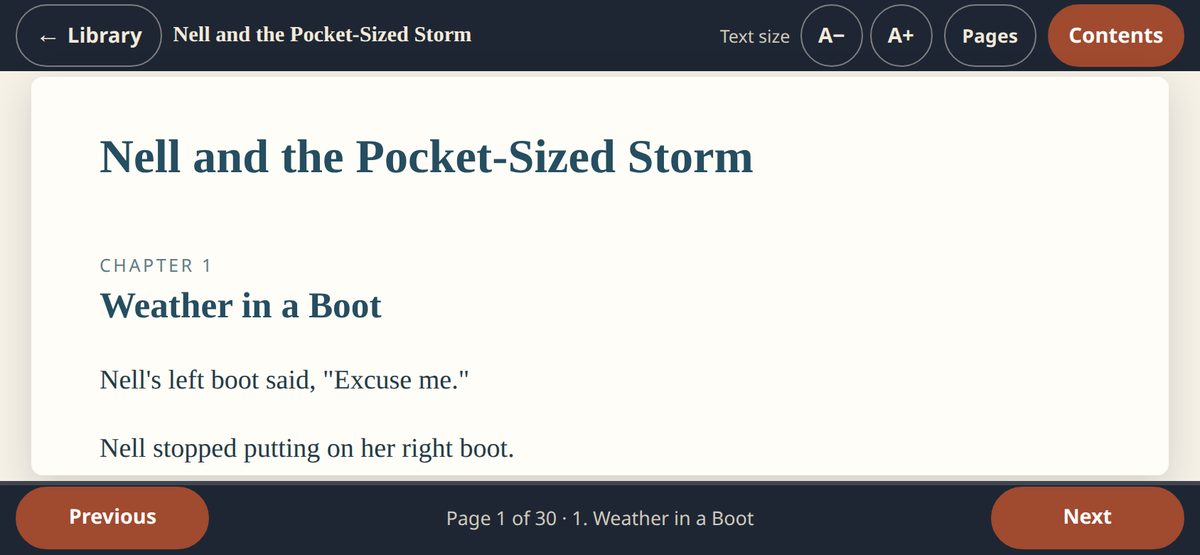 ← Library
Nell and the Pocket-Sized Storm
Text size
A−
A+
Pages
Contents
Nell and the Pocket-Sized Storm
CHAPTER 1
Weather in a Boot
Nell's left boot said, "Excuse me."
Nell stopped putting on her right boot.
Previous
Page 1 of 30 · 1. Weather in a Boot
Next